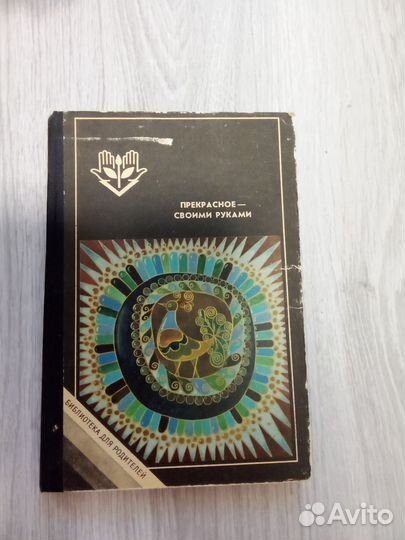 ПРЕКРАСНОЕ —
СВОИМИ РУКАМИ
БИБЛИОТЕКА ДЛЯ РОДИТЕЛЕЙ
Avito